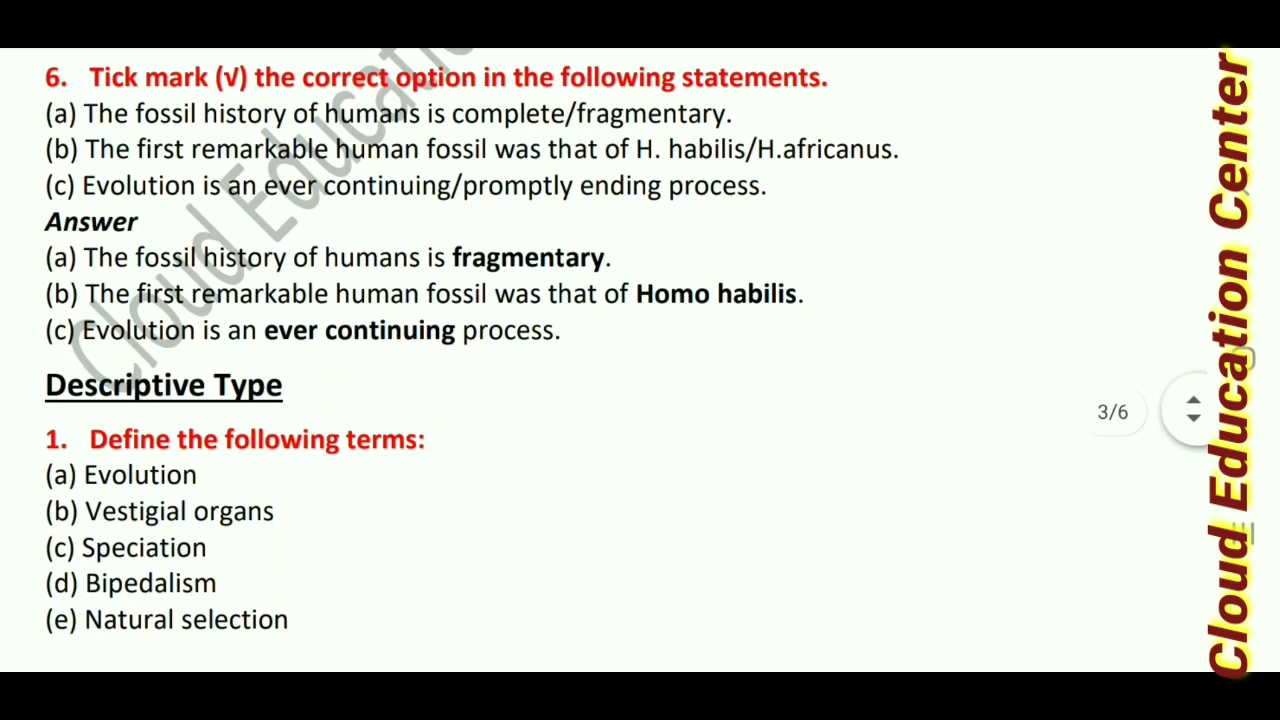 6. Tick mark (√) the correct option in the following statements.
(a) The fossil history of humans is complete/fragmentary.
(b) The first remarkable human fossil was that of H. habilis/H.africanus.
(c) Evolution is an ever continuing/promptly ending process.
Answer
(a) The fossil history of humans is fragmentary.
(b) The first remarkable human fossil was that of Homo habilis.
(c) Evolution is an ever continuing process.
Descriptive Type
1. Define the following terms:
(a) Evolution
(b) Vestigial organs
(c) Speciation
(d) Bipedalism
(e) Natural selection
3/6
Cloud Education Center
Cloud Education